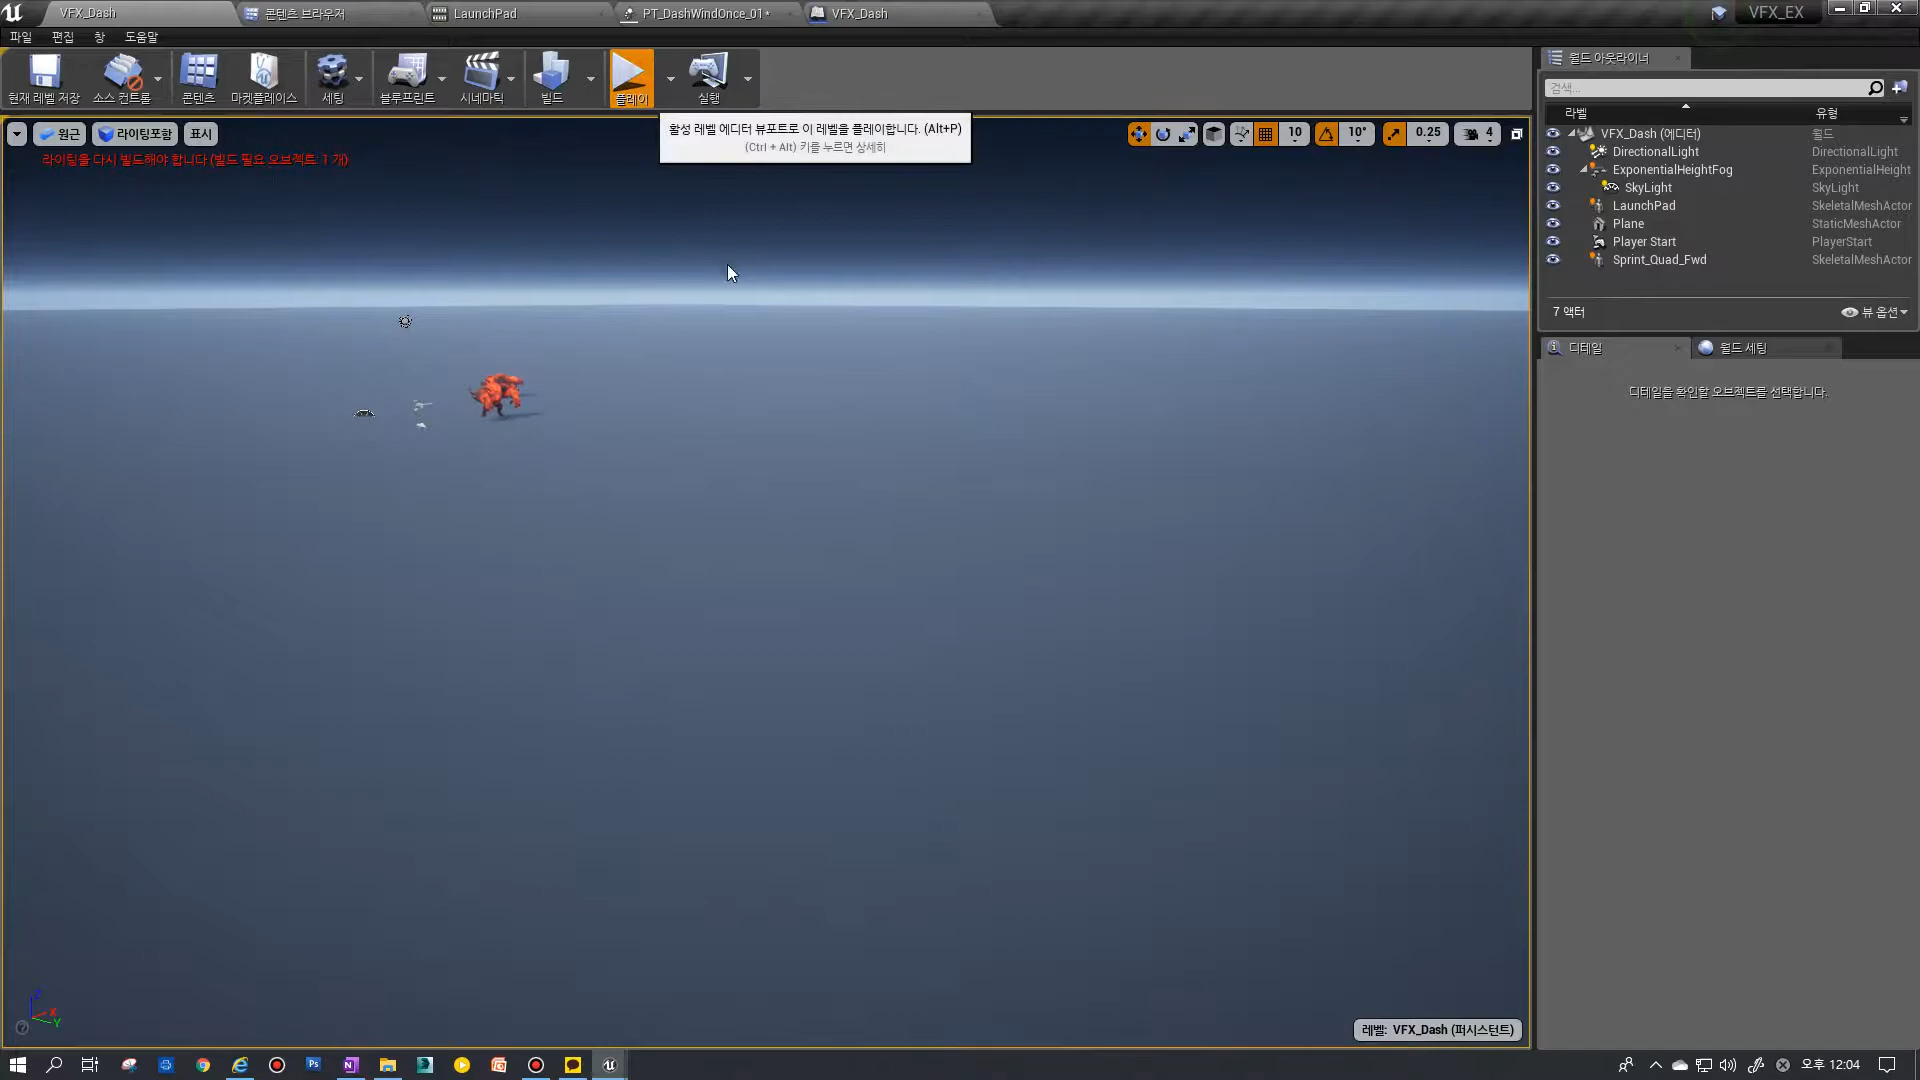 VFX_Dash
콘텐츠 브라우저
LaunchPad
PT_DashWindOnce_01*
VFX_Dash
VFX_EX
파일
편집
창
도움말
현재 레벨 저장
소스 컨트롤
콘텐츠
마켓플레이스
세팅
블루프린트
시네마틱
빌드
플레이
실행
활성 레벨 에디터 뷰포트로 이 레벨을 플레이합니다. (Alt+P)
(Ctrl + Alt) 키를 누르면 상세히
원근
라이팅포함
표시
10
10°
0.25
4
라이팅을 다시 빌드해야 합니다 (빌드 필요 오브젝트: 1 개)
월드 아웃라이너
검색...
라벨
유형
VFX_Dash (에디터)
월드
DirectionalLight
DirectionalLight
ExponentialHeightFog
ExponentialHeight
SkyLight
SkyLight
LaunchPad
SkeletalMeshActor
Plane
StaticMeshActor
Player Start
PlayerStart
Sprint_Quad_Fwd
SkeletalMeshActor
7 액터
뷰 옵션
디테일
월드 세팅
디테일을 확인할 오브젝트를 선택합니다.
Z
X
Y
레벨: VFX_Dash (퍼시스턴트)
Ps
N
오후 12:04